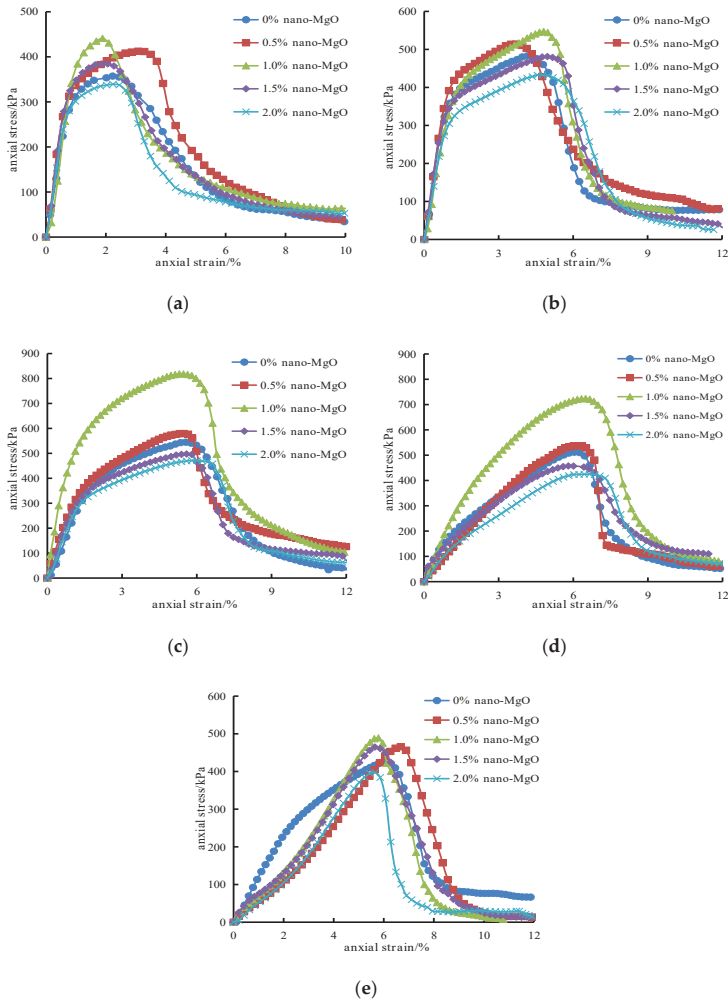 500
400
300
200
100
0
0 2 4 6 8 10
anxial stress/kPa
anxial strain/%
0% nano-MgO
0.5% nano-MgO
1.0% nano-MgO
1.5% nano-MgO
2.0% nano-MgO
(a)
600
500
400
300
200
100
0
0 3 6 9 12
anxial stress/kPa
anxial strain/%
0% nano-MgO
0.5% nano-MgO
1.0% nano-MgO
1.5% nano-MgO
2.0% nano-MgO
(b)
900
800
700
600
500
400
300
200
100
0
0 3 6 9 12
anxial stress/kPa
anxial strain/%
0% nano-MgO
0.5% nano-MgO
1.0% nano-MgO
1.5% nano-MgO
2.0% nano-MgO
(c)
900
800
700
600
500
400
300
200
100
0
0 3 6 9 12
anxial stress/kPa
anxial strain/%
0% nano-MgO
0.5% nano-MgO
1.0% nano-MgO
1.5% nano-MgO
2.0% nano-MgO
(d)
600
500
400
300
200
100
0
0 2 4 6 8 10 12
anxial stress/kPa
anxial strain/%
0% nano-MgO
0.5% nano-MgO
1.0% nano-MgO
1.5% nano-MgO
2.0% nano-MgO
(e)